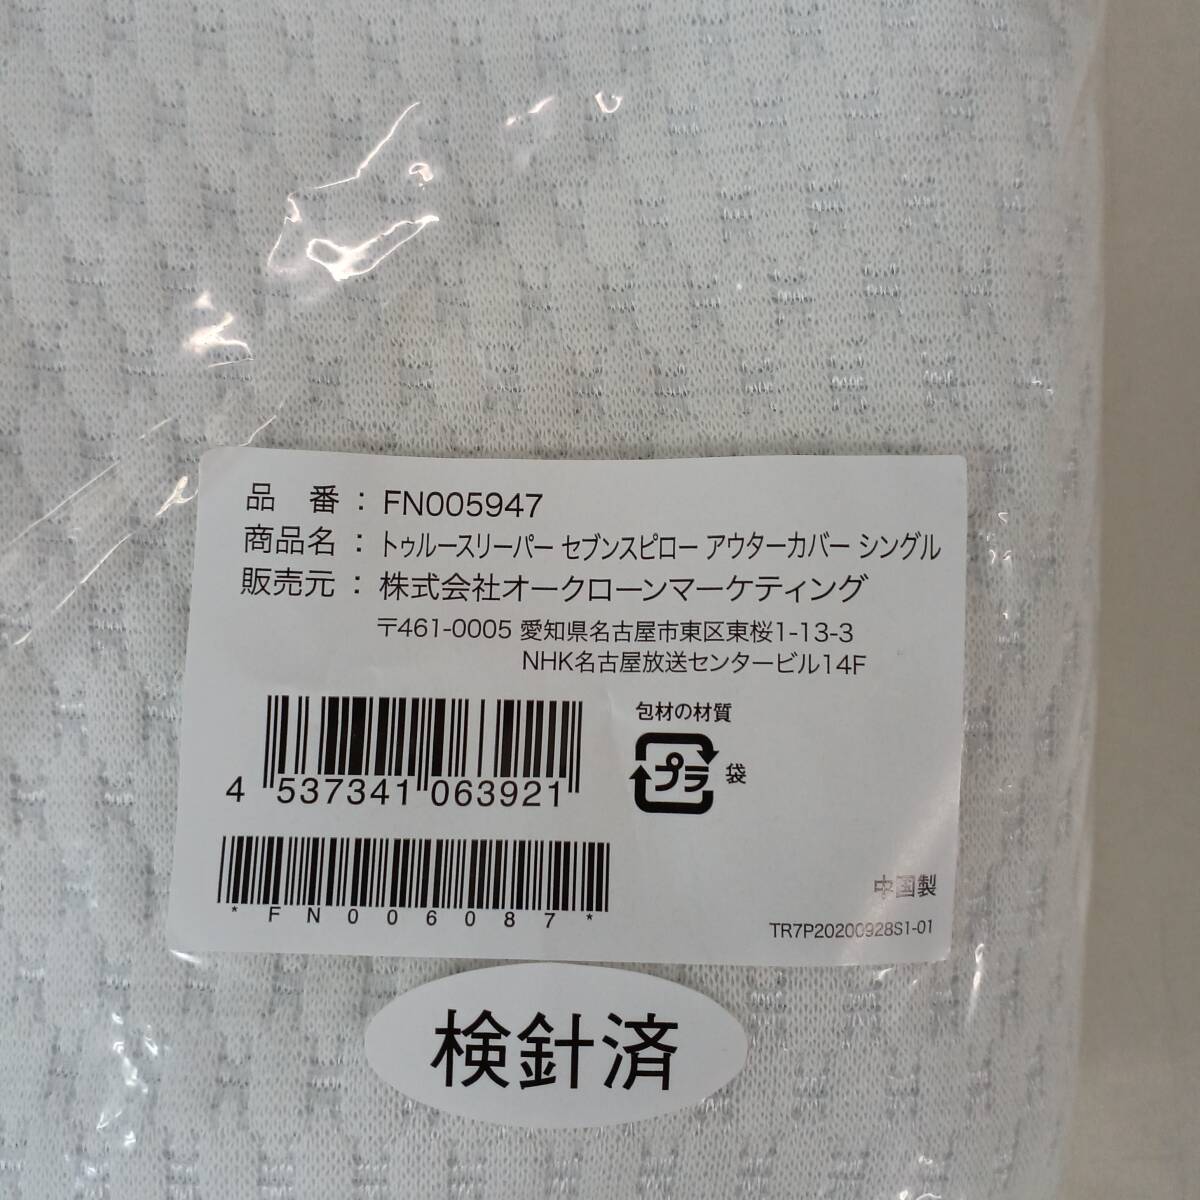 品 番 : FN005947
商品名 : トゥルースリーパー セブンスピロー アウターカバー シングル
販売元 : 株式会社オークローンマーケティング
〒461-0005 愛知県名古屋市東区東桜1-13-3
NHK名古屋放送センタービル14F
包材の材質
プラ 袋
4 537341 063921
*FN006087*
中国製
TR7P20200928S1-01
検針済